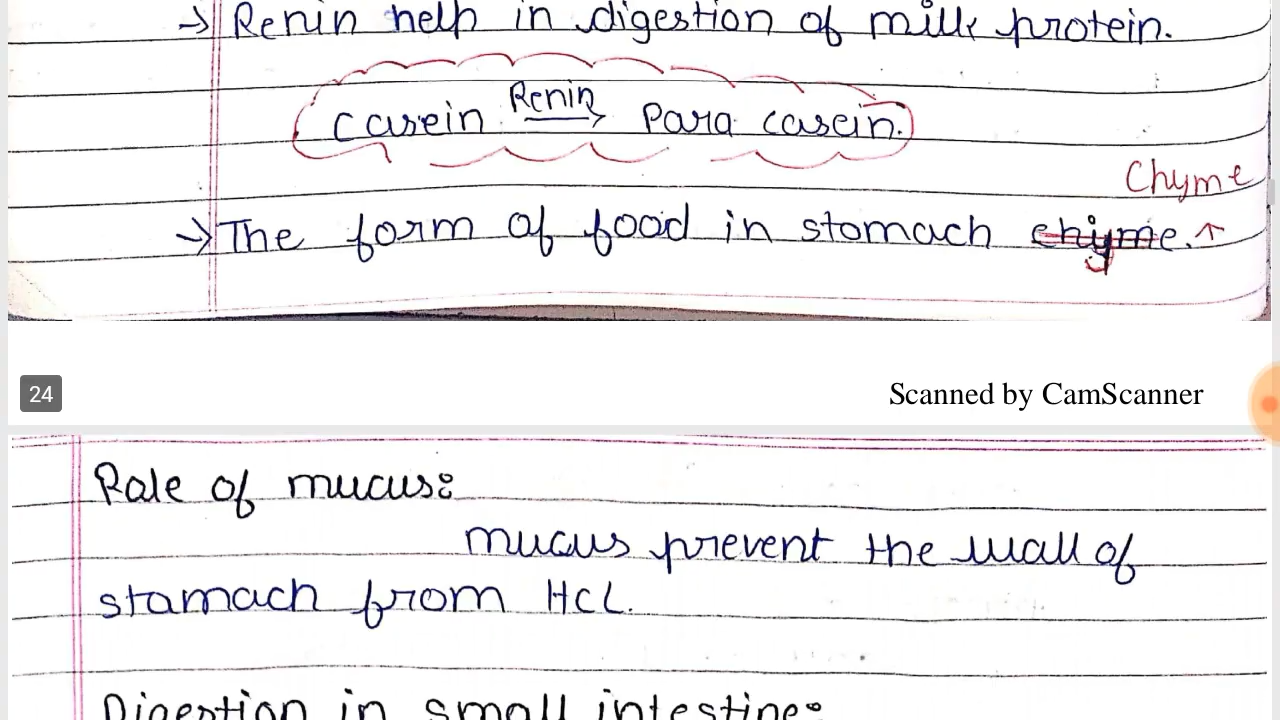 → Renin help in digestion of milk protein.
Casein Renin → Para casein.
Chyme
→ The form of food in stomach chyme. ↑
24
Scanned by CamScanner
Role of mucus:
mucus prevent the wall of
stomach from HCL.
Digestion in small intestine: